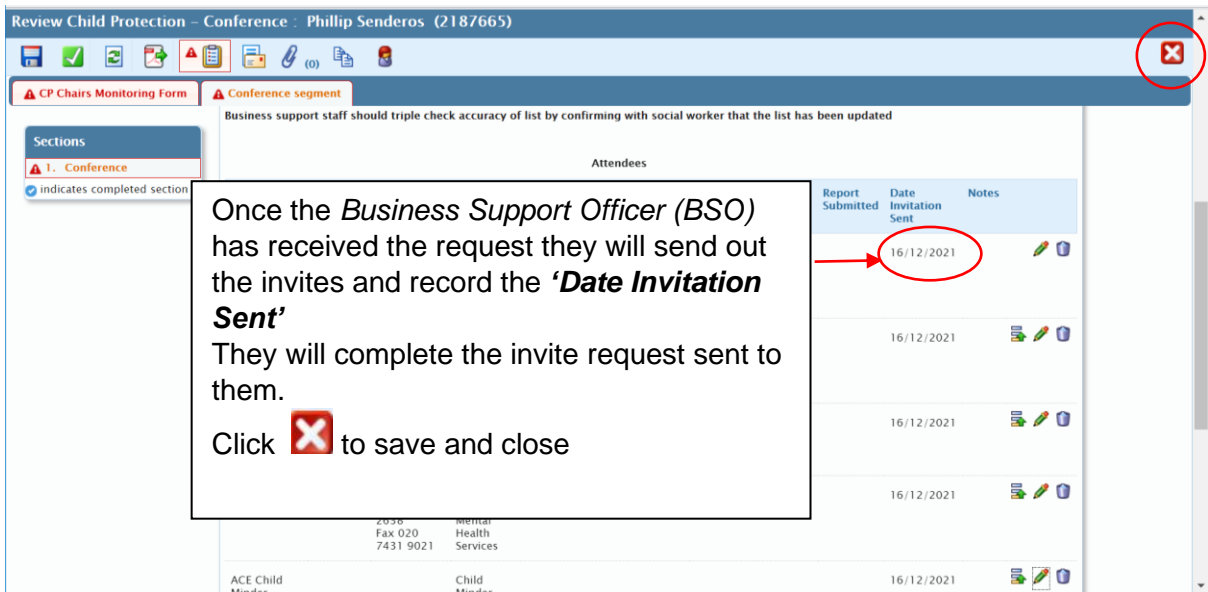 Review Child Protection – Conference : Phillip Senderos (2187665)
(0)
CP Chairs Monitoring Form
Conference segment
Business support staff should triple check accuracy of list by confirming with social worker that the list has been updated
Sections
1. Conference
indicates completed section
Attendees
Report Submitted
Date Invitation Sent
Notes
Once the Business Support Officer (BSO)
has received the request they will send out
the invites and record the ‘Date Invitation
Sent’
They will complete the invite request sent to
them.
Click to save and close
16/12/2021
16/12/2021
16/12/2021
16/12/2021
2658 Mental
Fax 020 Health
7431 9021 Services
ACE Child Child 16/12/2021
Minder Minder